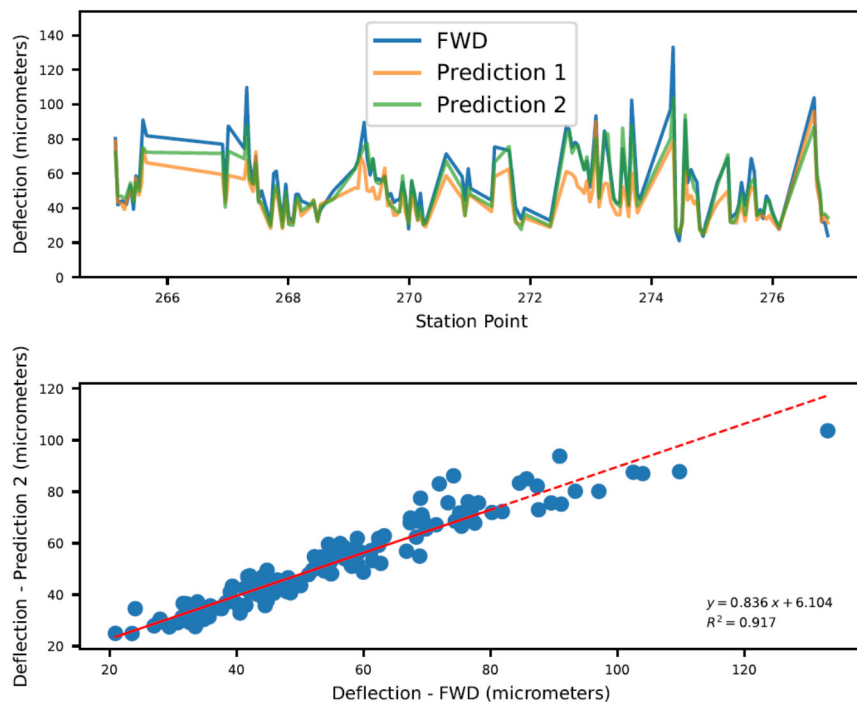 140
120
100
80
60
40
20
0
Deflection (micrometers)
FWD
Prediction 1
Prediction 2
266 268 270 272 274 276
Station Point
120
100
80
60
40
20
Deflection - Prediction 2 (micrometers)
y = 0.836 x + 6.104
R² = 0.917
20 40 60 80 100 120
Deflection - FWD (micrometers)